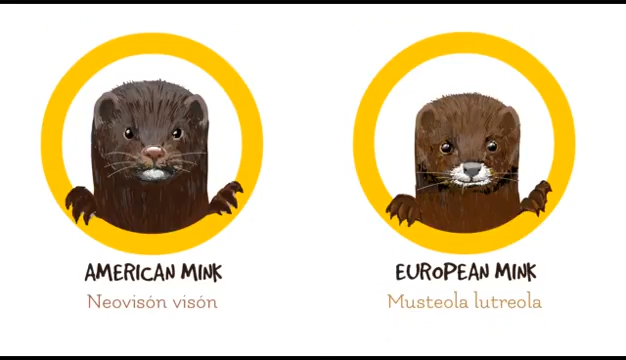 AMERICAN MINK
Neovisón visón
EUROPEAN MINK
Musteola lutreola